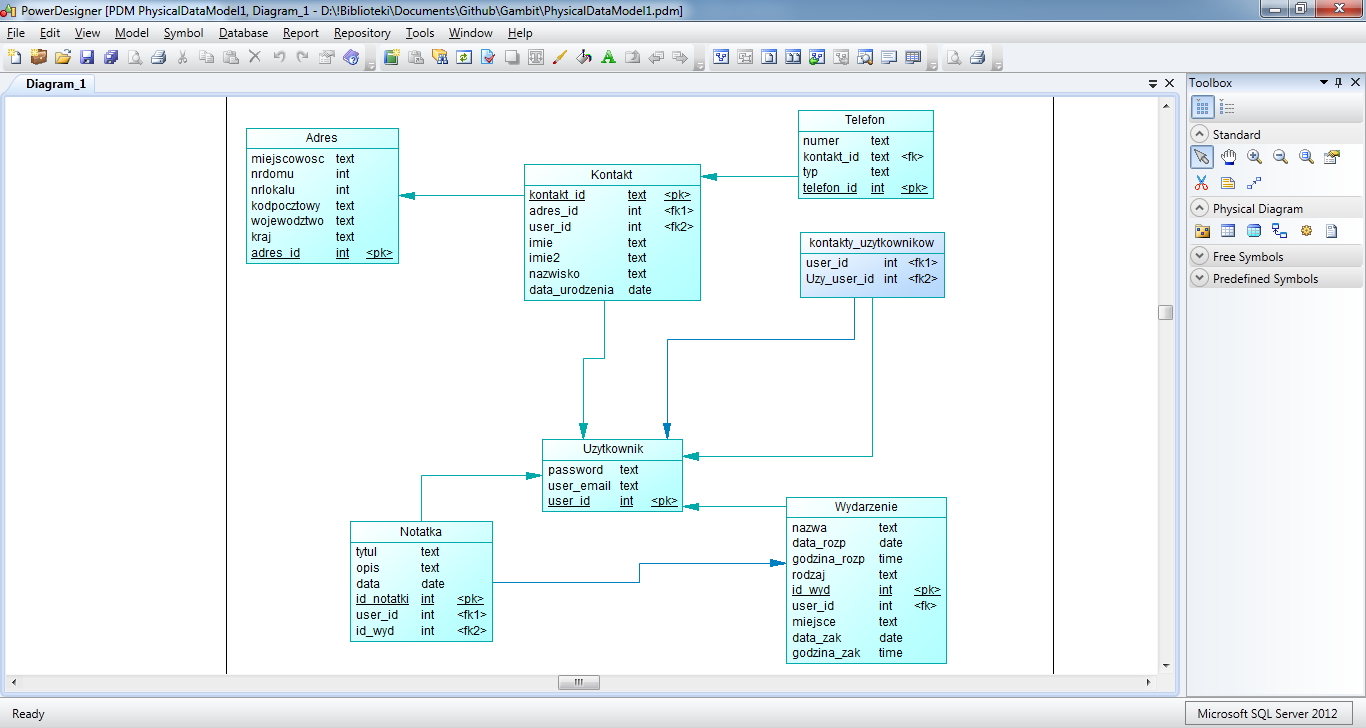 PowerDesigner [PDM PhysicalDataModel1, Diagram_1 - D:\!Biblioteki\Documents\Github\Gambit\PhysicalDataModel1.pdm]
File Edit View Model Symbol Database Report Repository Tools Window Help
Diagram_1
Adres
miejscowosc text
nrdomu int
nrlokalu int
kodpocztowy text
wojewodztwo text
kraj text
adres_id int <pk>
Kontakt
kontakt_id text <pk>
adres_id int <fk1>
user_id int <fk2>
imie text
imie2 text
nazwisko text
data_urodzenia date
Telefon
numer text
kontakt_id text <fk>
typ text
telefon_id int <pk>
kontakty_uzytkownikow
user_id int <fk1>
Uzy_user_id int <fk2>
Uzytkownik
password text
user_email text
user_id int <pk>
Notatka
tytul text
opis text
data date
id_notatki int <pk>
user_id int <fk1>
id_wyd int <fk2>
Wydarzenie
nazwa text
data_rozp date
godzina_rozp time
rodzaj text
id_wyd int <pk>
user_id int <fk>
miejsce text
data_zak date
godzina_zak time
Toolbox
Standard
Physical Diagram
Free Symbols
Predefined Symbols
Ready
Microsoft SQL Server 2012